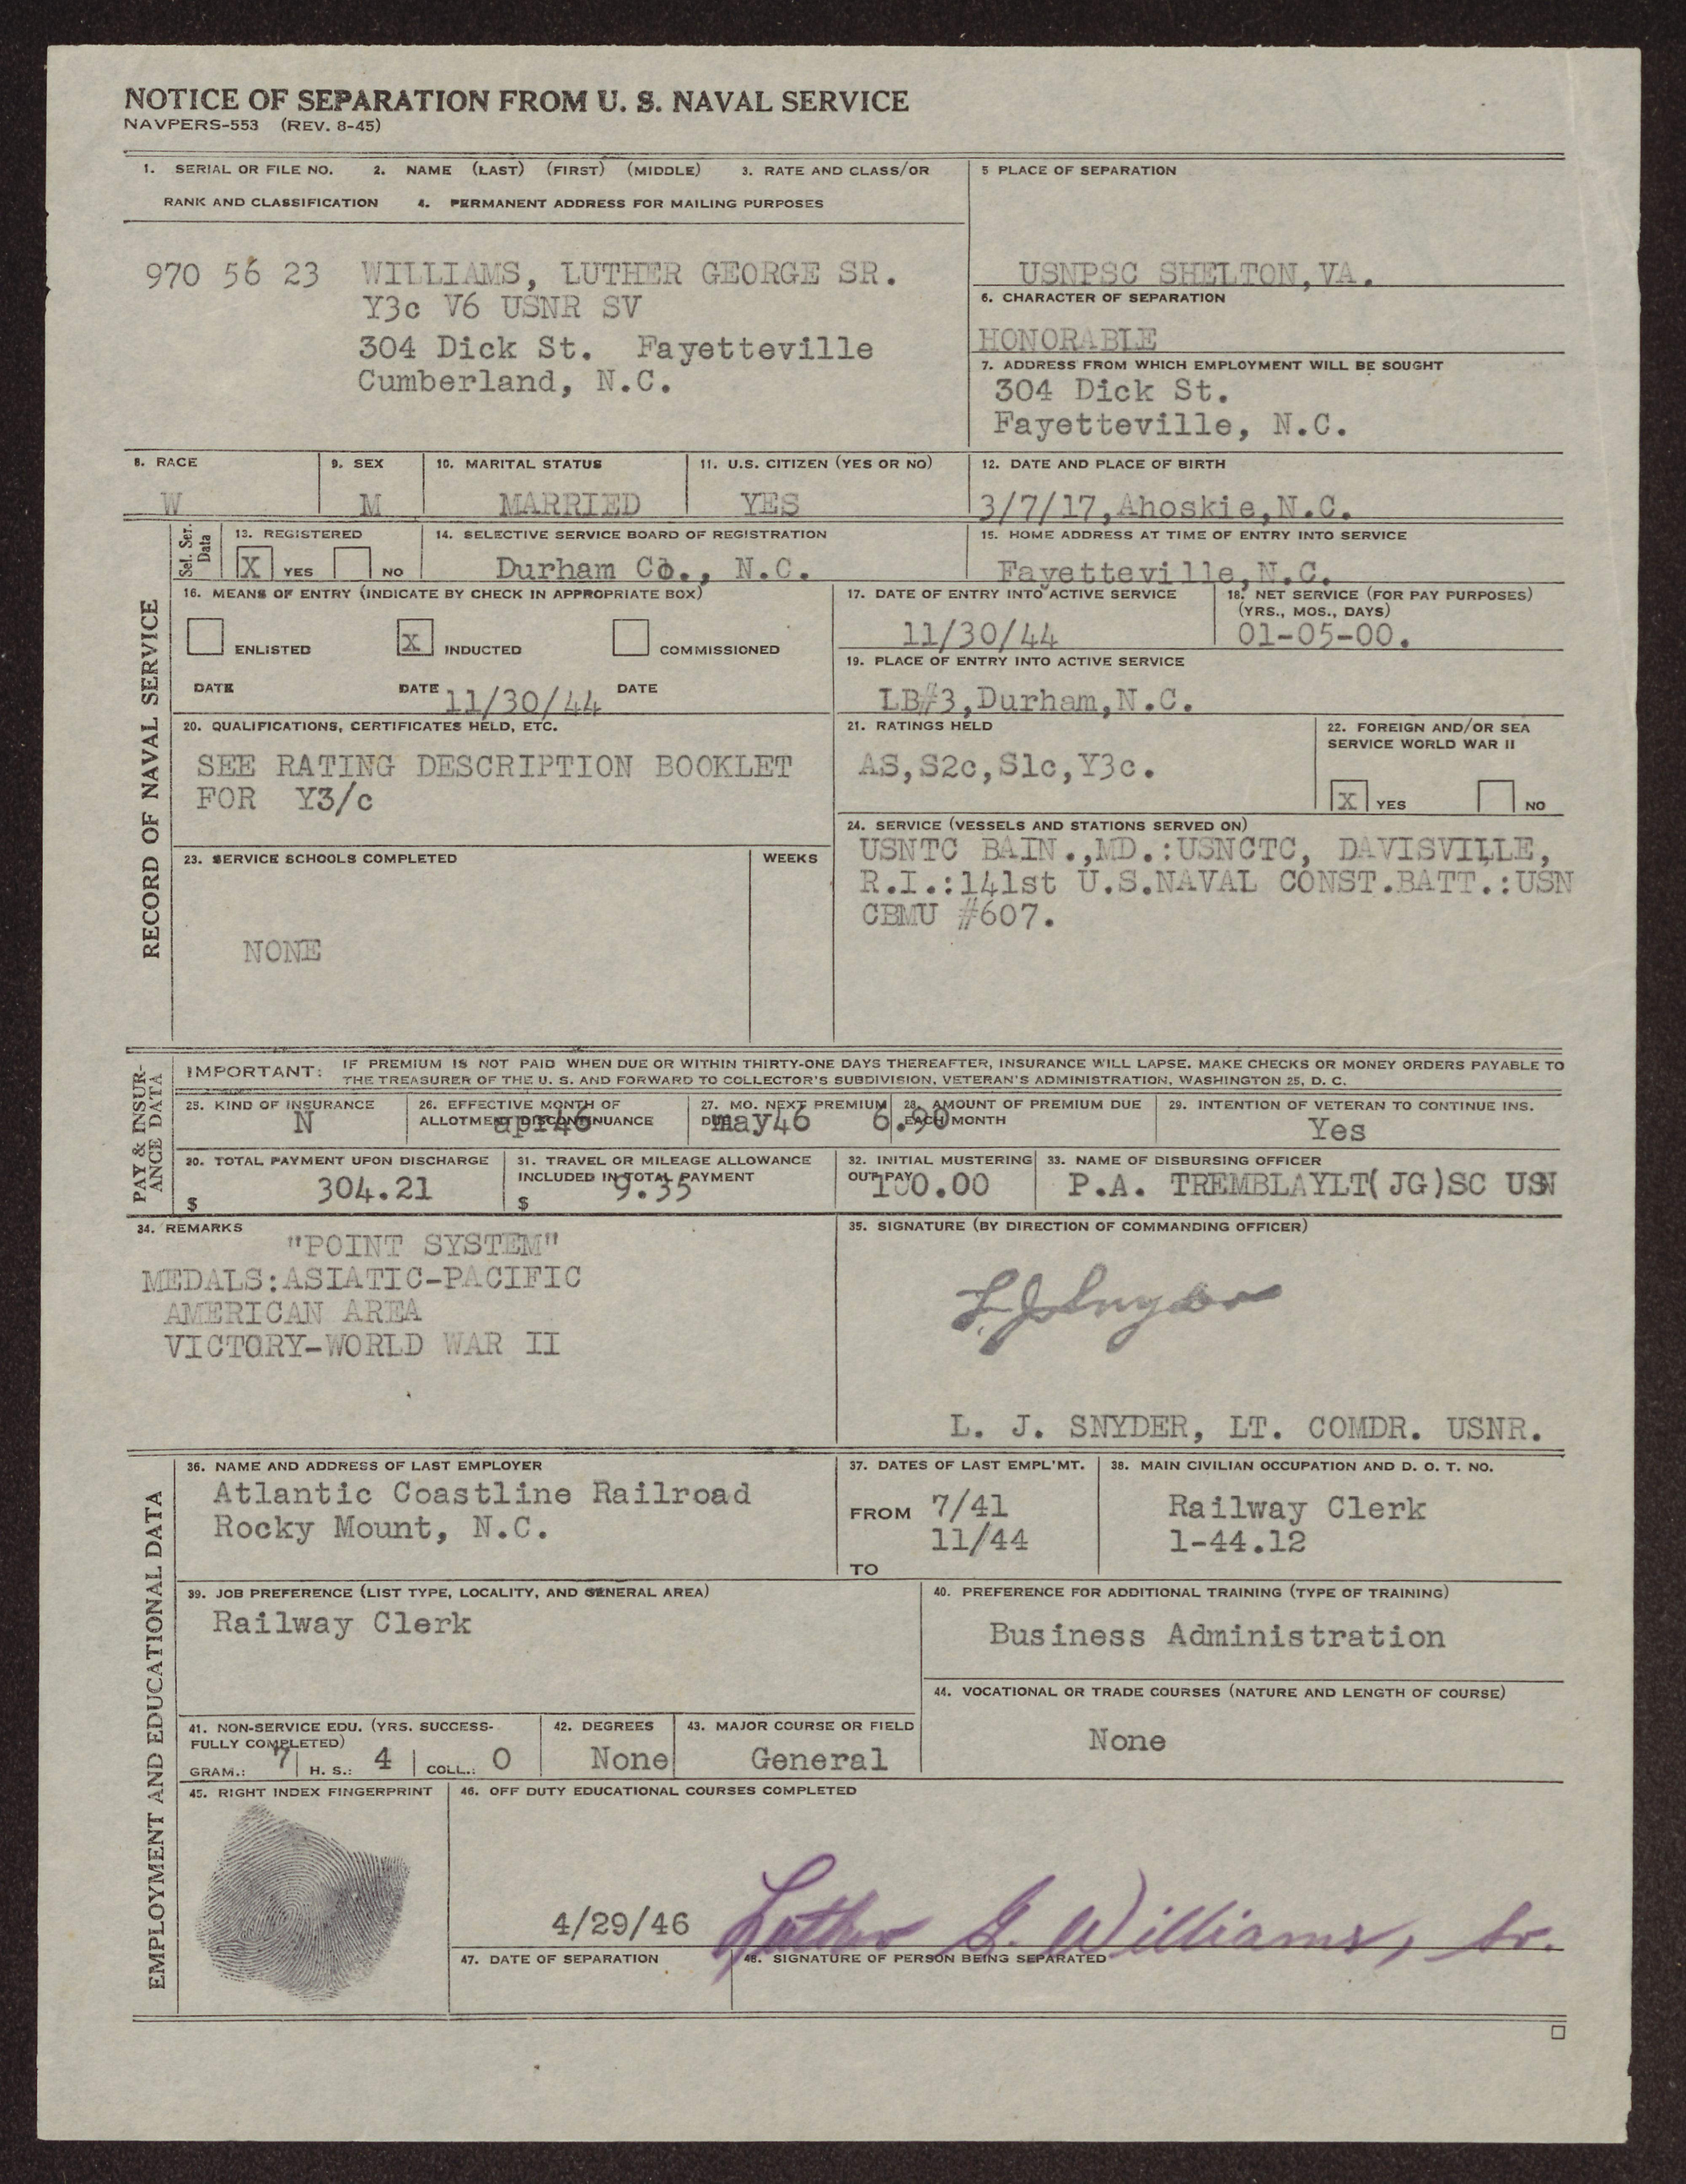 NOTICE OF SEPARATION FROM U. S. NAVAL SERVICE
NAVPERS-553 (REV. 8-45)
1. SERIAL OR FILE NO. 2. NAME (LAST) (FIRST) (MIDDLE) 3. RATE AND CLASS/OR
RANK AND CLASSIFICATION 4. PERMANENT ADDRESS FOR MAILING PURPOSES
970 56 23 WILLIAMS, LUTHER GEORGE SR.
Y3c V6 USNR SV
304 Dick St. Fayetteville
Cumberland, N.C.
5 PLACE OF SEPARATION
USNPSC SHELTON,VA.
6. CHARACTER OF SEPARATION
HONORABLE
7. ADDRESS FROM WHICH EMPLOYMENT WILL BE SOUGHT
304 Dick St.
Fayetteville, N.C.
8. RACE
W
9. SEX
M
10. MARITAL STATUS
MARRIED
11. U.S. CITIZEN (YES OR NO)
YES
12. DATE AND PLACE OF BIRTH
3/7/17,Ahoskie,N.C.
RECORD OF NAVAL SERVICE
Sel. Ser.
Data
13. REGISTERED
X YES NO
14. SELECTIVE SERVICE BOARD OF REGISTRATION
Durham Co., N.C.
15. HOME ADDRESS AT TIME OF ENTRY INTO SERVICE
Fayetteville,N.C.
16. MEANS OF ENTRY (INDICATE BY CHECK IN APPROPRIATE BOX)
ENLISTED X INDUCTED COMMISSIONED
DATE DATE 11/30/44 DATE
17. DATE OF ENTRY INTO ACTIVE SERVICE
11/30/44
18. NET SERVICE (FOR PAY PURPOSES)
(YRS., MOS., DAYS)
01-05-00.
19. PLACE OF ENTRY INTO ACTIVE SERVICE
LB#3,Durham,N.C.
20. QUALIFICATIONS, CERTIFICATES HELD, ETC.
SEE RATING DESCRIPTION BOOKLET
FOR Y3/c
21. RATINGS HELD
AS,S2c,S1c,Y3c.
22. FOREIGN AND/OR SEA
SERVICE WORLD WAR II
X YES NO
23. SERVICE SCHOOLS COMPLETED WEEKS
NONE
24. SERVICE (VESSELS AND STATIONS SERVED ON)
USNTC BAIN.,MD.:USNCTC, DAVISVILLE,
R.I.:141st U.S.NAVAL CONST.BATT.:USN
CBMU #607.
PAY & INSUR-
ANCE DATA
IMPORTANT: IF PREMIUM IS NOT PAID WHEN DUE OR WITHIN THIRTY-ONE DAYS THEREAFTER, INSURANCE WILL LAPSE. MAKE CHECKS OR MONEY ORDERS PAYABLE TO
THE TREASURER OF THE U. S. AND FORWARD TO COLLECTOR'S SUBDIVISION, VETERAN'S ADMINISTRATION, WASHINGTON 25, D. C.
25. KIND OF INSURANCE
N
26. EFFECTIVE MONTH OF
ALLOTMENT DISCONTINUANCE
apr46
27. MO. NEXT PREMIUM
DUE
may46
28. AMOUNT OF PREMIUM DUE
EACH MONTH
6.90
29. INTENTION OF VETERAN TO CONTINUE INS.
Yes
30. TOTAL PAYMENT UPON DISCHARGE
$ 304.21
31. TRAVEL OR MILEAGE ALLOWANCE
INCLUDED IN TOTAL PAYMENT
$ 9.35
32. INITIAL MUSTERING
OUT PAY
100.00
33. NAME OF DISBURSING OFFICER
P.A. TREMBLAYLT(JG)SC USN
34. REMARKS
"POINT SYSTEM"
MEDALS:ASIATIC-PACIFIC
AMERICAN AREA
VICTORY-WORLD WAR II
35. SIGNATURE (BY DIRECTION OF COMMANDING OFFICER)
L. J. Snyder
L. J. SNYDER, LT. COMDR. USNR.
EMPLOYMENT AND EDUCATIONAL DATA
36. NAME AND ADDRESS OF LAST EMPLOYER
Atlantic Coastline Railroad
Rocky Mount, N.C.
37. DATES OF LAST EMPL'MT.
FROM 7/41
11/44
TO
38. MAIN CIVILIAN OCCUPATION AND D. O. T. NO.
Railway Clerk
1-44.12
39. JOB PREFERENCE (LIST TYPE, LOCALITY, AND GENERAL AREA)
Railway Clerk
40. PREFERENCE FOR ADDITIONAL TRAINING (TYPE OF TRAINING)
Business Administration
41. NON-SERVICE EDU. (YRS. SUCCESS-
FULLY COMPLETED)
GRAM.: 7 H. S.: 4 COLL.: 0
42. DEGREES
None
43. MAJOR COURSE OR FIELD
General
44. VOCATIONAL OR TRADE COURSES (NATURE AND LENGTH OF COURSE)
None
45. RIGHT INDEX FINGERPRINT
46. OFF DUTY EDUCATIONAL COURSES COMPLETED
4/29/46 Luther G. Williams, Sr.
47. DATE OF SEPARATION 48. SIGNATURE OF PERSON BEING SEPARATED